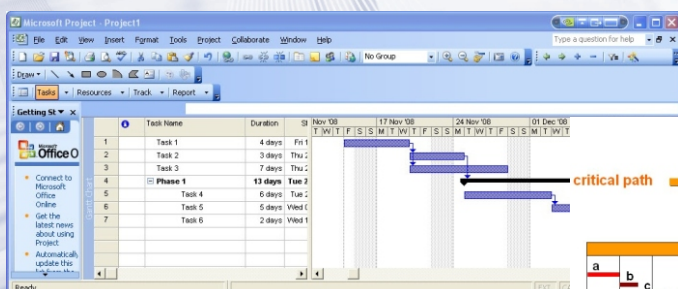 Microsoft Project - Project1
File Edit View Insert Format Tools Project Collaborate Window Help
Type a question for help
No Group
Draw
Tasks Resources Track Report
Getting St
Office O
Connect to Microsoft Office Online
Get the latest news about using Project
Automatically update this
Gantt Chart
Task Name Duration
Nov '08 17 Nov '08 24 Nov '08 01 Dec '08
T W T F S S M T W T F S S M T W T F S S M T W T
1 Task 1 4 days Fri 1
2 Task 2 3 days Thu 2
3 Task 3 7 days Thu 2
4 Phase 1 13 days Tue 2
5 Task 4 6 days Tue 2
6 Task 5 5 days Wed
7 Task 6 2 days Wed 1
Ready
EXT
critical path
a
b
c